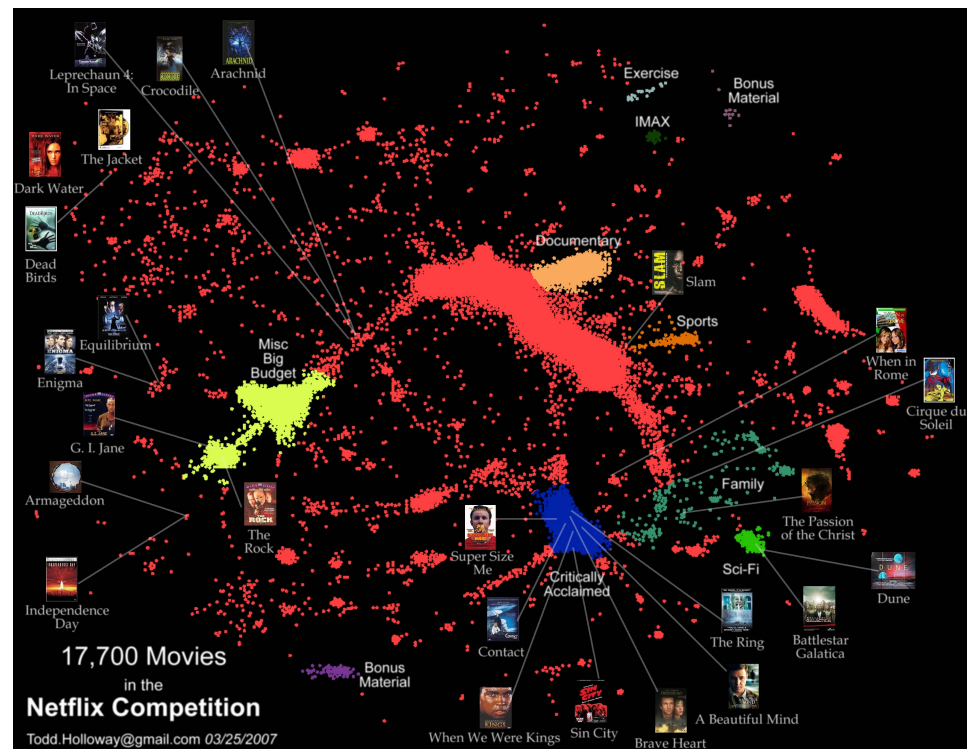 Leprechaun 4:
In Space
Crocodile
Arachnid
Exercise
Bonus
Material
IMAX
The Jacket
Dark Water
Dead
Birds
Documentary
SLAM
Slam
Equilibrium
Enigma
Misc
Big
Budget
Sports
When in
Rome
Cirque du
Soleil
G. I. Jane
Armageddon
The
Rock
Family
The Passion
of the Christ
Super Size
Me
Sci-Fi
Dune
Independence
Day
Critically
Acclaimed
Contact
The Ring
Battlestar
Galatica
17,700 Movies
in the
Netflix Competition
Todd.Holloway@gmail.com 03/25/2007
Bonus
Material
When We Were Kings
SIN
CITY
Sin City
Brave Heart
A Beautiful Mind